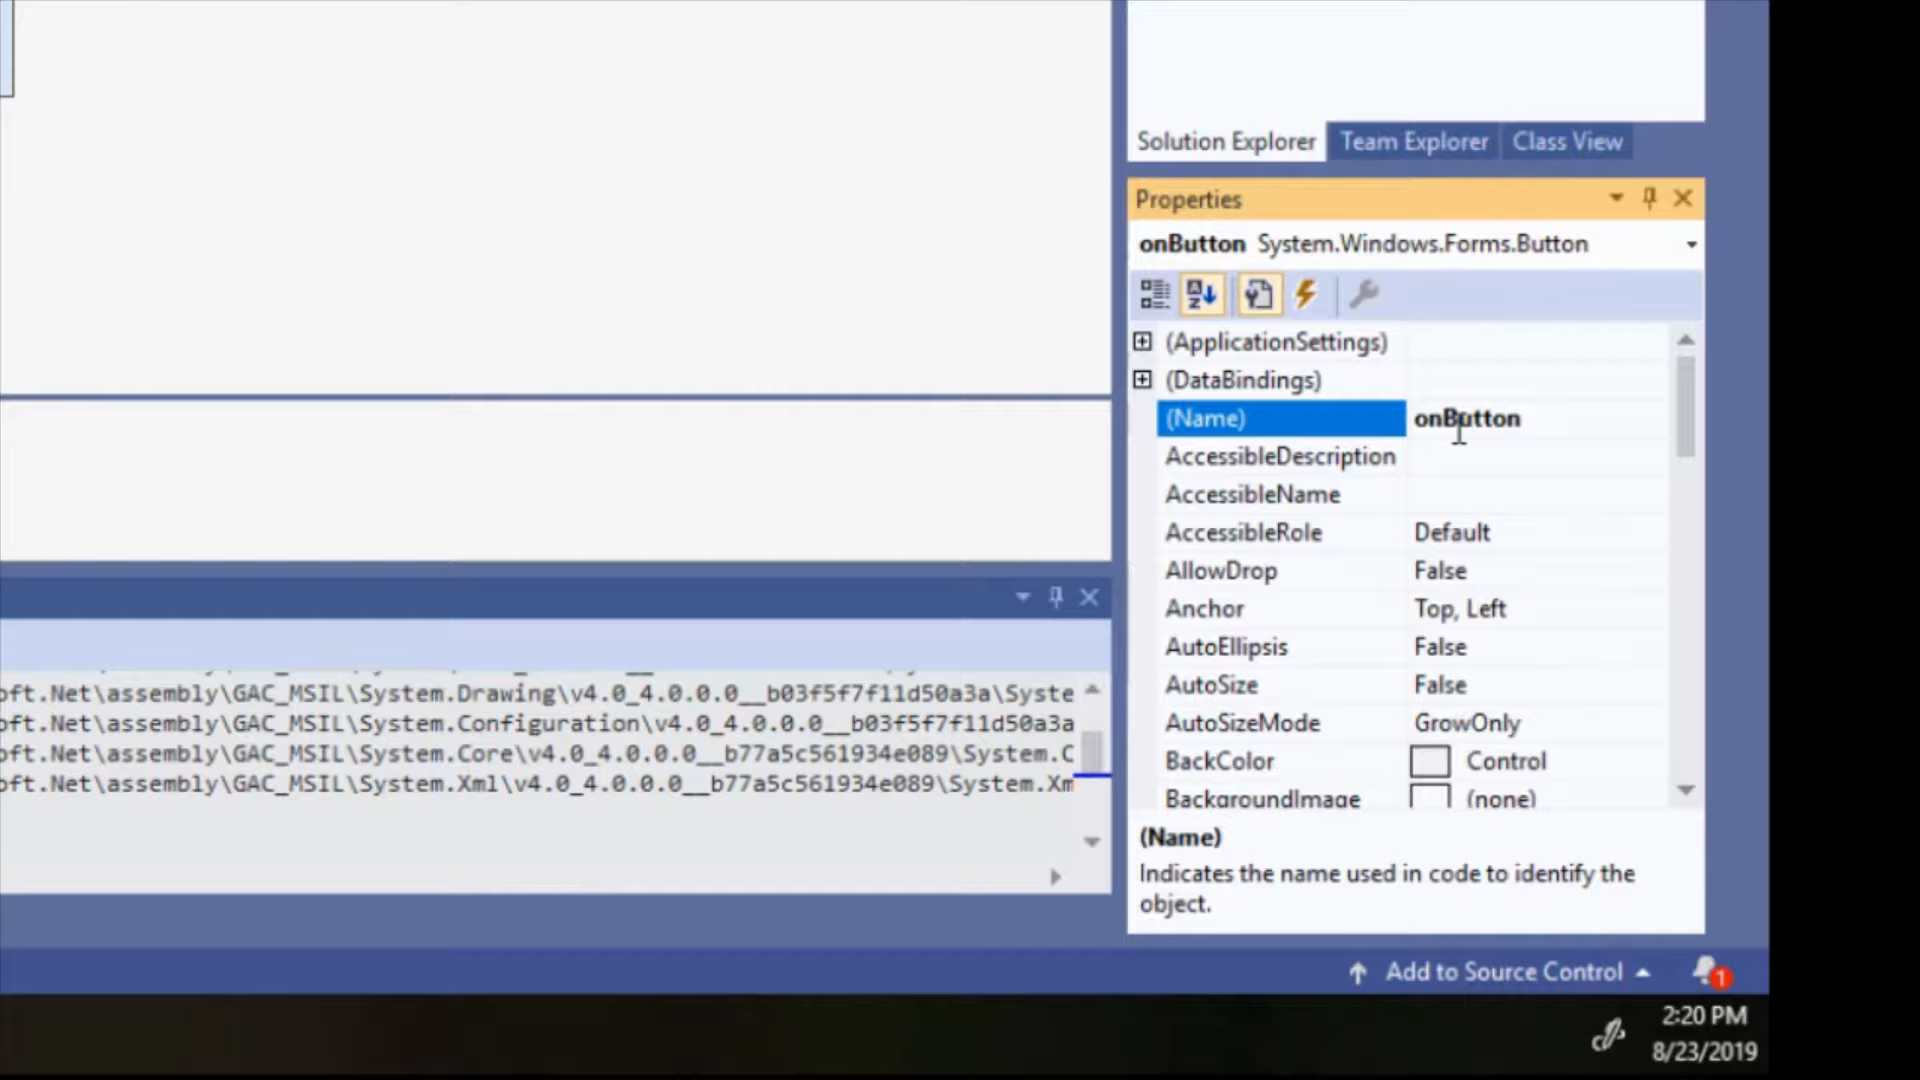 Solution Explorer Team Explorer Class View
Properties
onButton System.Windows.Forms.Button
(ApplicationSettings)
(DataBindings)
(Name) onButton
AccessibleDescription
AccessibleName
AccessibleRole Default
AllowDrop False
Anchor Top, Left
AutoEllipsis False
AutoSize False
AutoSizeMode GrowOnly
BackColor Control
BackgroundImage (none)
(Name)
Indicates the name used in code to identify the
object.
oft.Net\assembly\GAC_MSIL\System.Drawing\v4.0_4.0.0.0__b03f5f7f11d50a3a\Syste
oft.Net\assembly\GAC_MSIL\System.Configuration\v4.0_4.0.0.0__b03f5f7f11d50a3a
oft.Net\assembly\GAC_MSIL\System.Core\v4.0_4.0.0.0__b77a5c561934e089\System.C
oft.Net\assembly\GAC_MSIL\System.Xml\v4.0_4.0.0.0__b77a5c561934e089\System.Xm
Add to Source Control 1
2:20 PM
8/23/2019